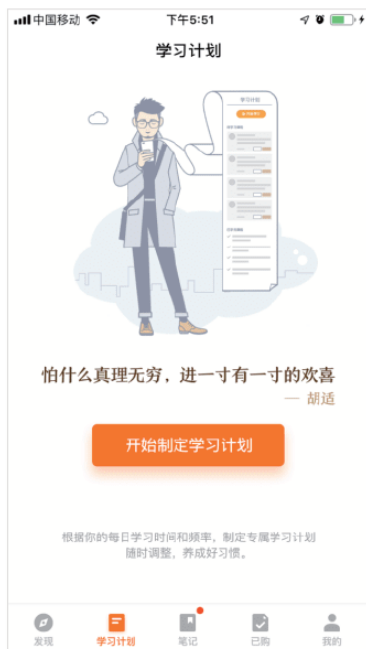 中国移动
下午5:51
学习计划
学习计划
怕什么真理无穷，进一寸有一寸的欢喜
— 胡适
开始制定学习计划
根据你的每日学习时间和频率，制定专属学习计划
随时调整，养成好习惯。
发现
学习计划
笔记
已购
我的